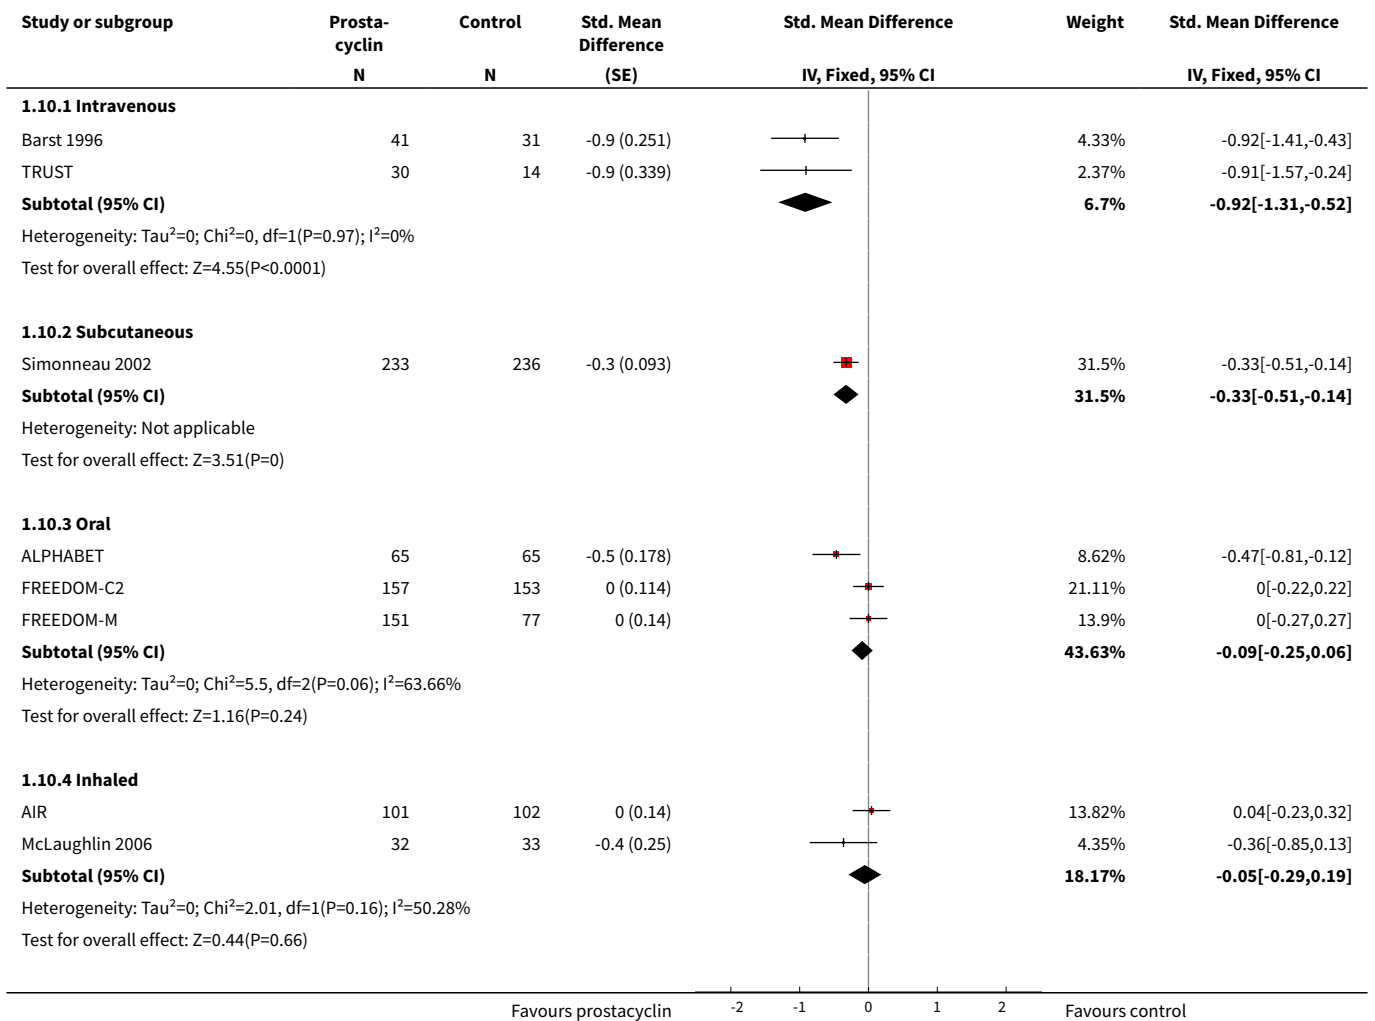 Study or subgroup Prosta- Control Std. Mean Std. Mean Difference Weight Std. Mean Difference
cyclin Difference
N N (SE) IV, Fixed, 95% CI IV, Fixed, 95% CI
1.10.1 Intravenous
Barst 1996 41 31 -0.9 (0.251) 4.33% -0.92[-1.41,-0.43]
TRUST 30 14 -0.9 (0.339) 2.37% -0.91[-1.57,-0.24]
Subtotal (95% CI) 6.7% -0.92[-1.31,-0.52]
Heterogeneity: Tau²=0; Chi²=0, df=1(P=0.97); I²=0%
Test for overall effect: Z=4.55(P<0.0001)
1.10.2 Subcutaneous
Simonneau 2002 233 236 -0.3 (0.093) 31.5% -0.33[-0.51,-0.14]
Subtotal (95% CI) 31.5% -0.33[-0.51,-0.14]
Heterogeneity: Not applicable
Test for overall effect: Z=3.51(P=0)
1.10.3 Oral
ALPHABET 65 65 -0.5 (0.178) 8.62% -0.47[-0.81,-0.12]
FREEDOM-C2 157 153 0 (0.114) 21.11% 0[-0.22,0.22]
FREEDOM-M 151 77 0 (0.14) 13.9% 0[-0.27,0.27]
Subtotal (95% CI) 43.63% -0.09[-0.25,0.06]
Heterogeneity: Tau²=0; Chi²=5.5, df=2(P=0.06); I²=63.66%
Test for overall effect: Z=1.16(P=0.24)
1.10.4 Inhaled
AIR 101 102 0 (0.14) 13.82% 0.04[-0.23,0.32]
McLaughlin 2006 32 33 -0.4 (0.25) 4.35% -0.36[-0.85,0.13]
Subtotal (95% CI) 18.17% -0.05[-0.29,0.19]
Heterogeneity: Tau²=0; Chi²=2.01, df=1(P=0.16); I²=50.28%
Test for overall effect: Z=0.44(P=0.66)
Favours prostacyclin -2 -1 0 1 2 Favours control